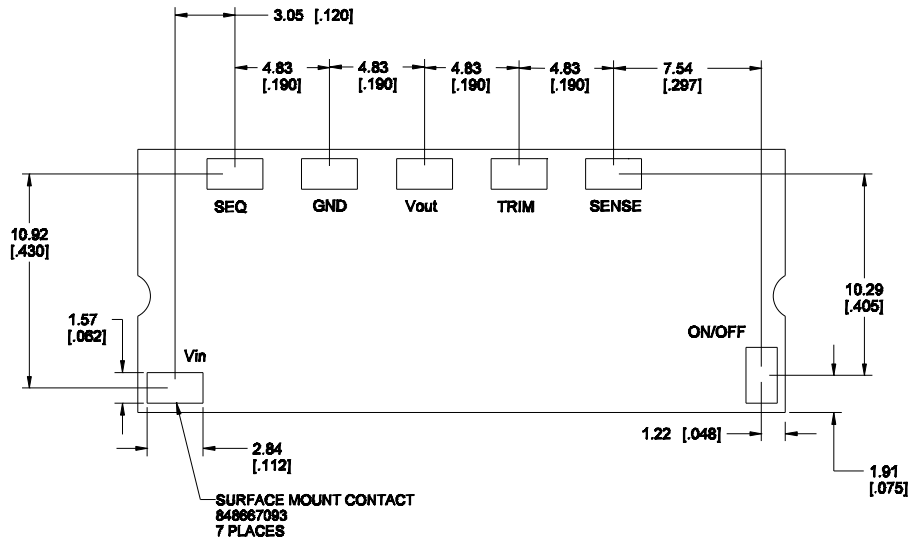 3.05 [.120]
4.83
[.190]
4.83
[.190]
4.83
[.190]
4.83
[.190]
7.54
[.297]
SEQ
GND
Vout
TRIM
SENSE
10.92
[.430]
10.29
[.405]
1.57
[.062]
Vin
ON/OFF
2.84
[.112]
1.22 [.048]
1.91
[.075]
SURFACE MOUNT CONTACT
848667093
7 PLACES